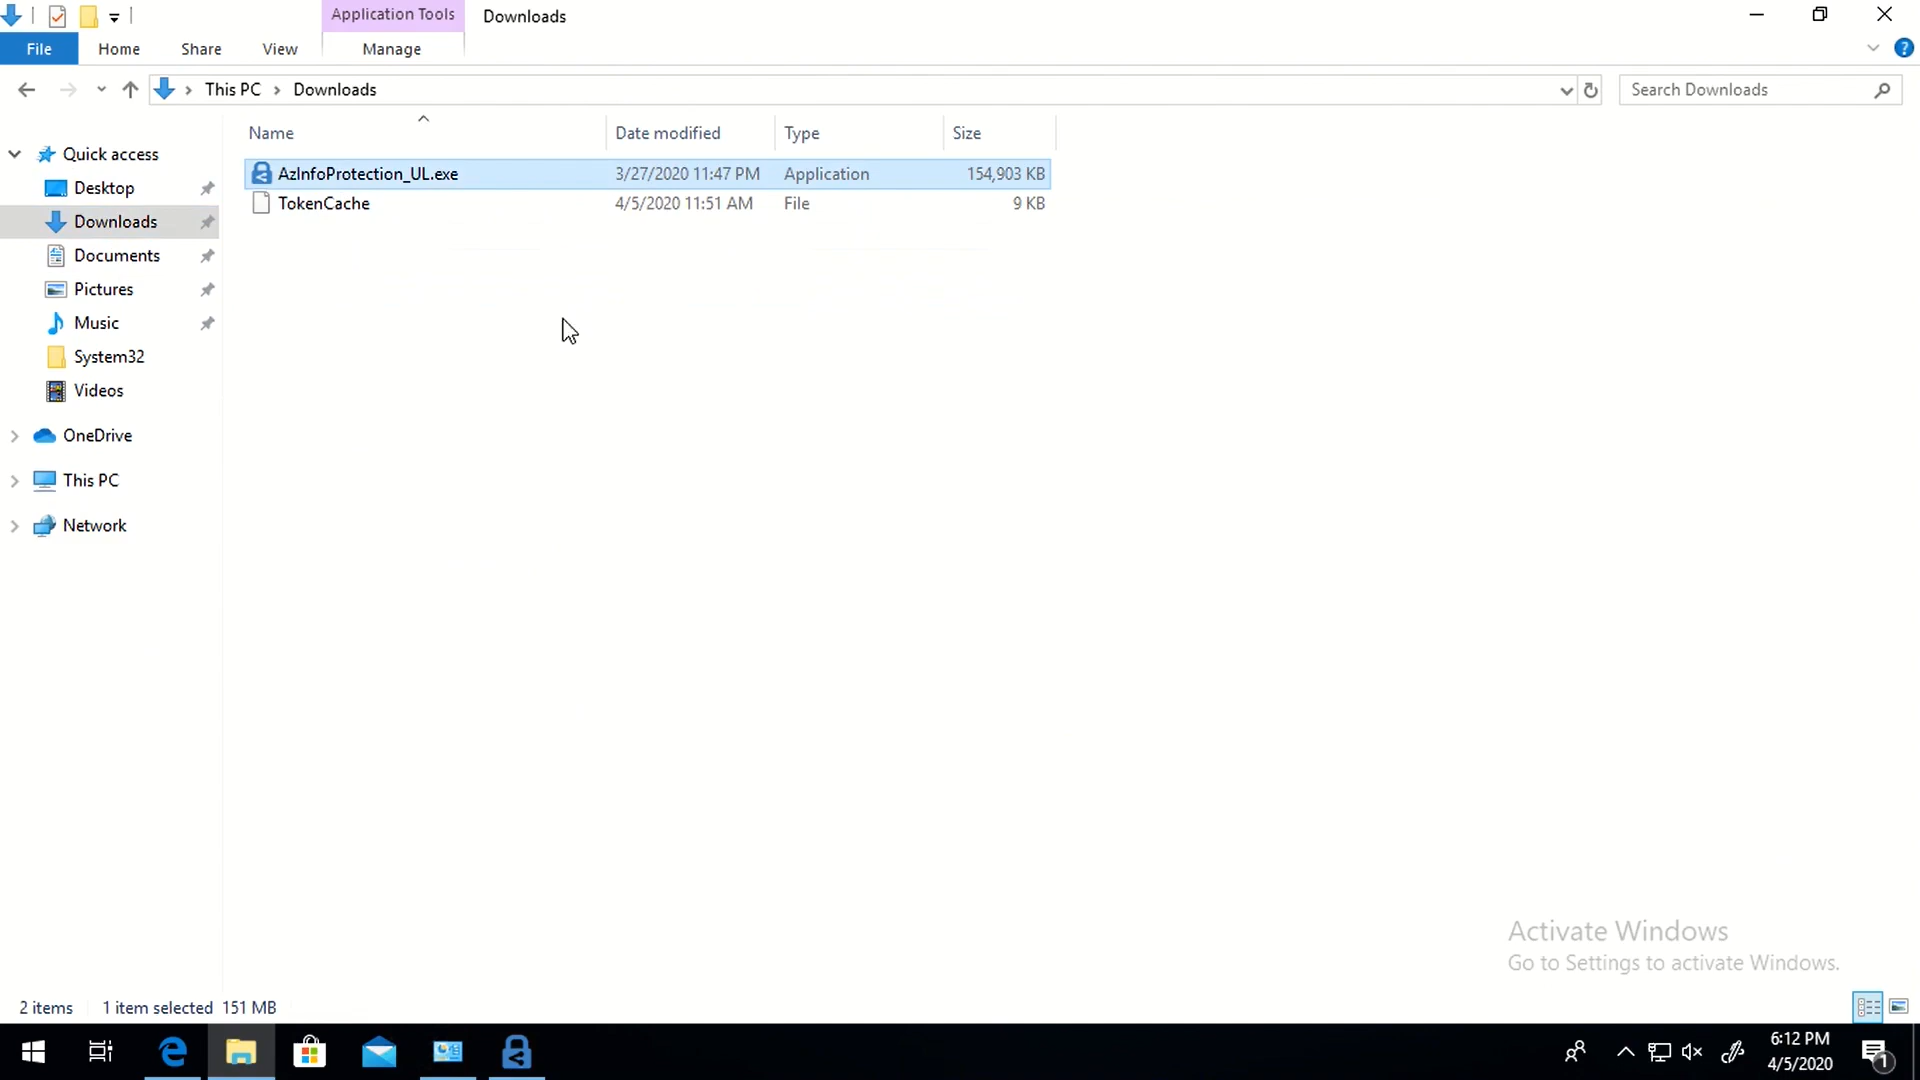 Application Tools
Downloads
File
Home
Share
View
Manage
?
This PC
Downloads
Search Downloads
Name
Date modified
Type
Size
AzInfoProtection_UL.exe
3/27/2020 11:47 PM
Application
154,903 KB
TokenCache
4/5/2020 11:51 AM
File
9 KB
Quick access
Desktop
Downloads
Documents
Pictures
Music
System32
Videos
OneDrive
This PC
Network
Activate Windows
Go to Settings to activate Windows.
2 items
1 item selected 151 MB
6:12 PM
4/5/2020
1